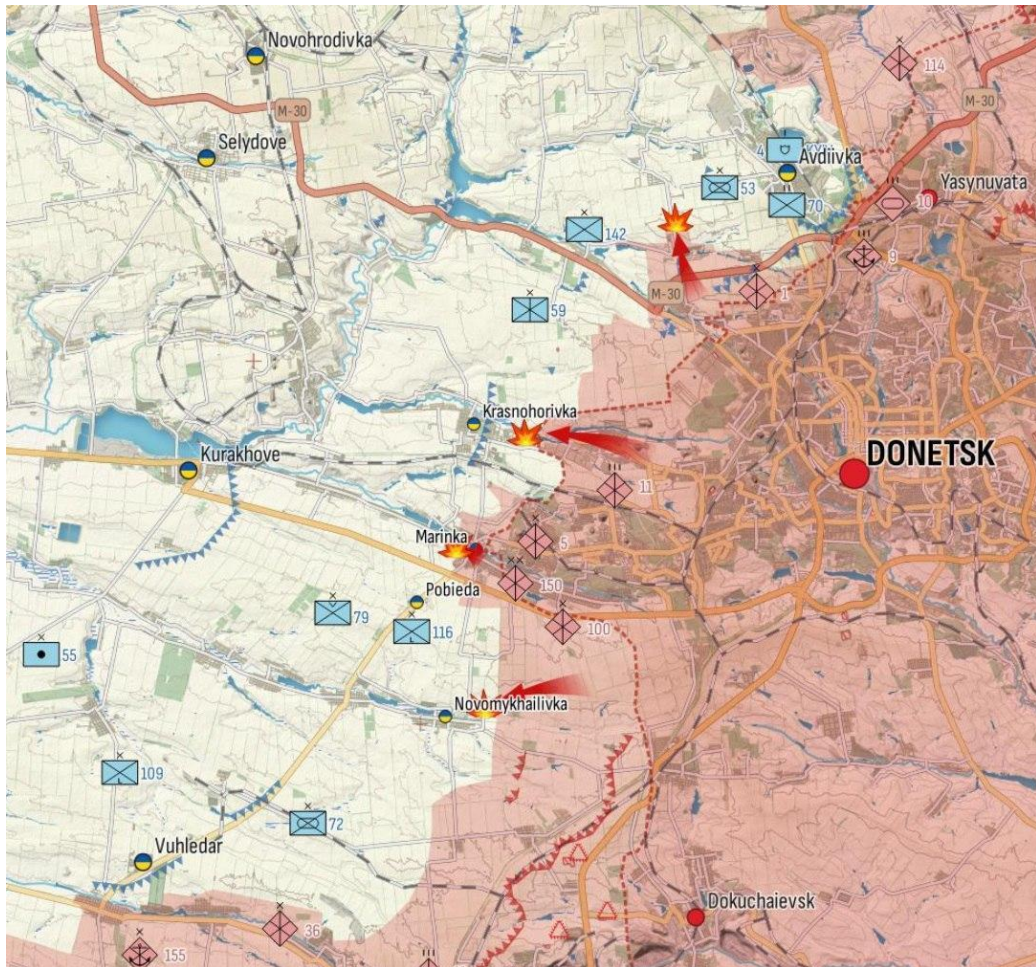 Novohrodivka
114
M-30
M-30
Selydove
Avdiivka
53
Yasynuvata
70
10
142
9
M-30
1
59
Krasnohorivka
Kurakhove
DONETSK
11
Marinka
5
150
Pobieda
79
116
100
55
Novomykhailivka
109
72
Vuhledar
Dokuchaievsk
36
155